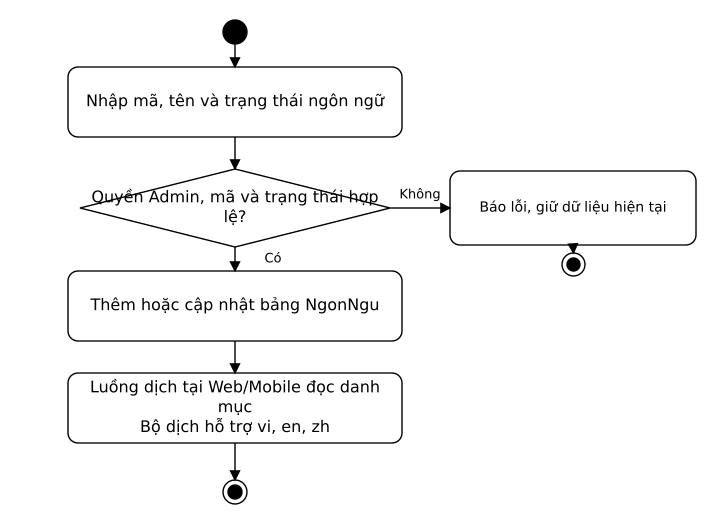 Nhập mã, tên và trạng thái ngôn ngữ
Quyền Admin, mã và trạng thái hợp
lệ?
Không
Báo lỗi, giữ dữ liệu hiện tại
Có
Thêm hoặc cập nhật bảng NgonNgu
Luồng dịch tại Web/Mobile đọc danh
mục
Bộ dịch hỗ trợ vi, en, zh